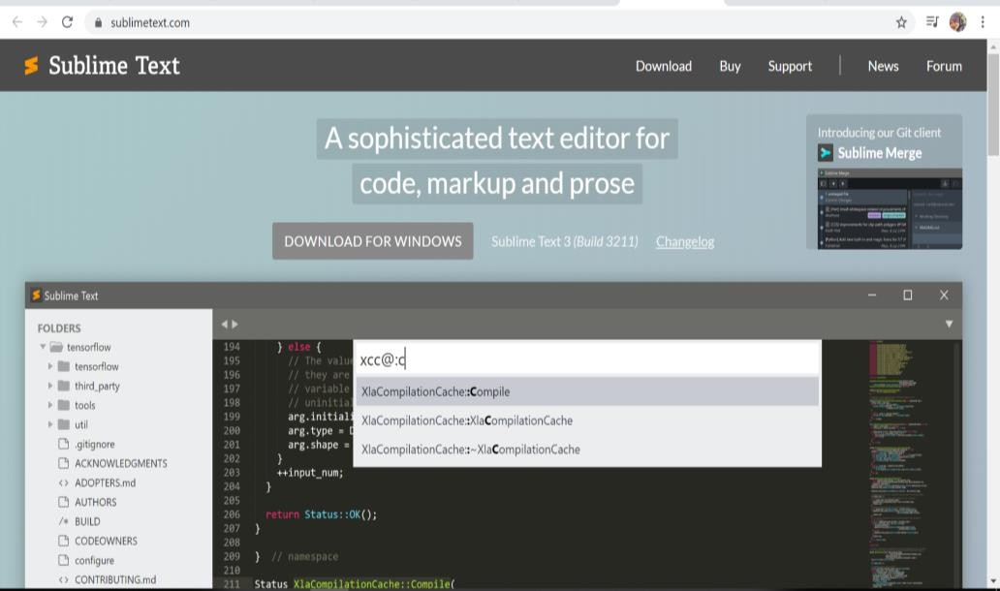 sublimetext.com
Sublime Text
Download Buy Support News Forum
A sophisticated text editor for
code, markup and prose
Introducing our Git client
Sublime Merge
DOWNLOAD FOR WINDOWS Sublime Text 3 (Build 3211) Changelog
Sublime Text
FOLDERS
tensorflow
tensorflow
third_party
tools
util
.gitignore
ACKNOWLEDGMENTS
<> ADOPTERS.md
AUTHORS
/* BUILD
CODEOWNERS
configure
<> CONTRIBUTING.md
xcc@:c
XlaCompilationCache::Compile
XlaCompilationCache::XlaCompilationCache
XlaCompilationCache::~XlaCompilationCache
194 } else {
195 // The value
196 // they are
197 // variable
198 // uninitia
199 arg.initiali
200 arg.type = D
201 arg.shape =
202 }
203 ++input_num;
204 }
205
206 return Status::OK();
207 }
208
209 } // namespace
210
211 Status XlaCompilationCache::Compile(